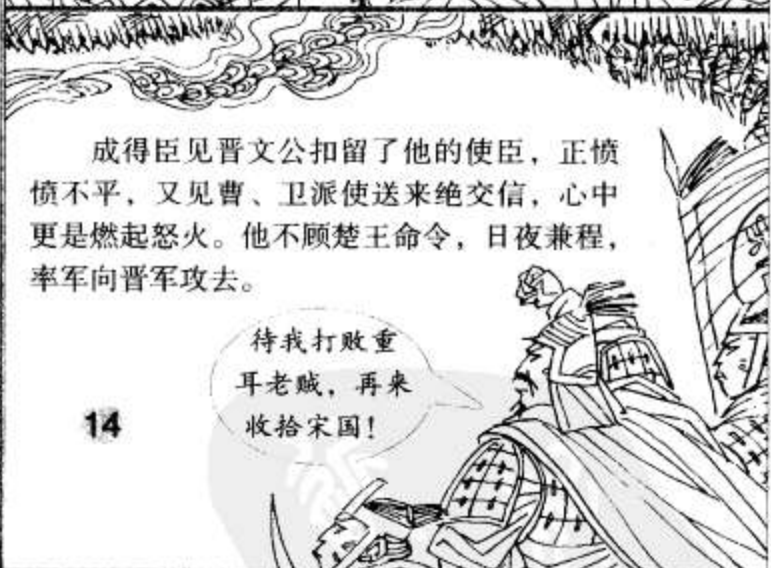 成得臣见晋文公扣留了他的使臣，正愤
愤不平，又见曹、卫派使送来绝交信，心中
更是燃起怒火。他不顾楚王命令，日夜兼程，
率军向晋军攻去。
待我打败重
耳老贼，再来
收拾宋国！
14